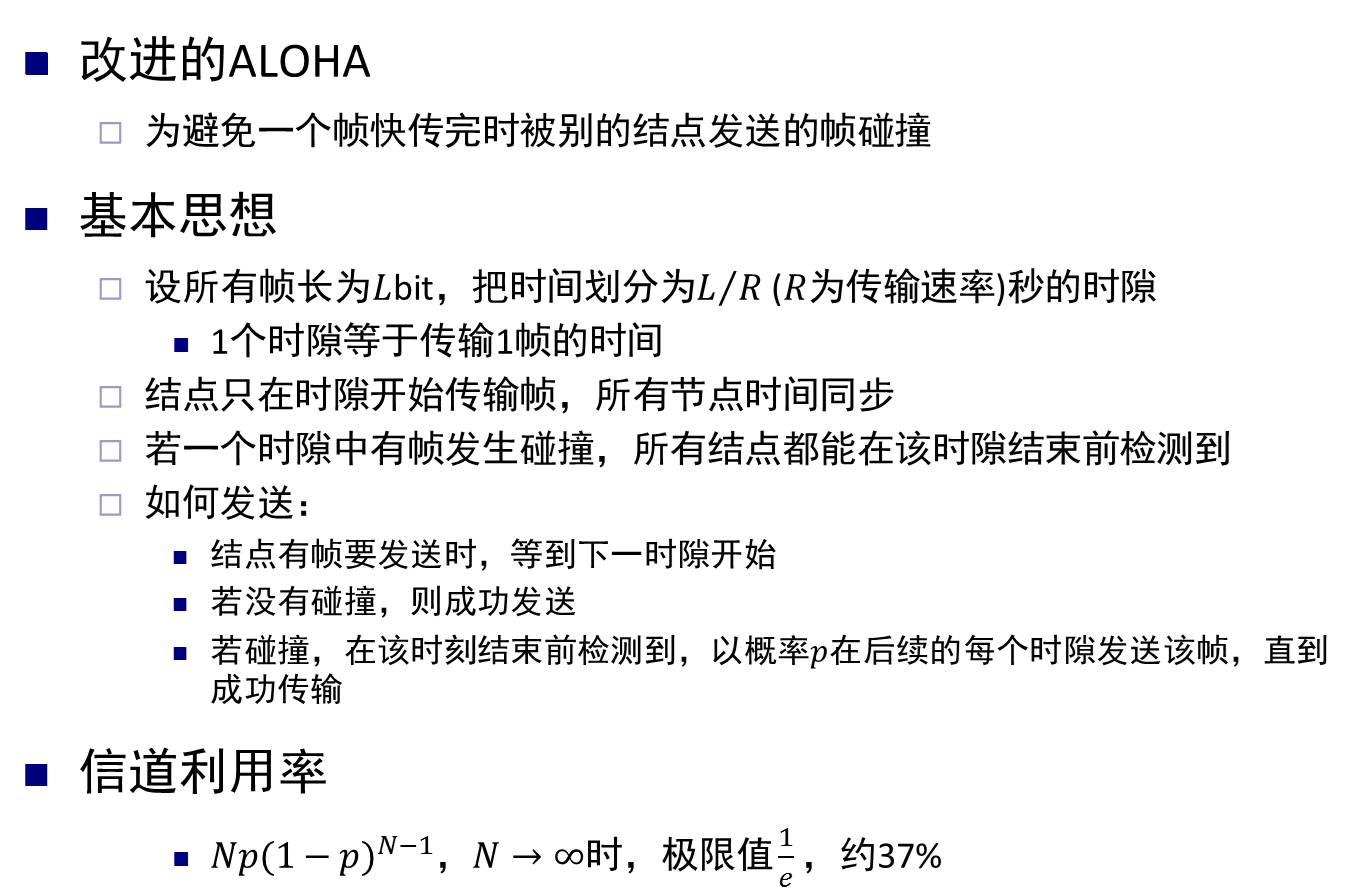 改进的ALOHA
为避免一个帧快传完时被别的结点发送的帧碰撞
基本思想
设所有帧长为Lbit，把时间划分为L/R (R为传输速率)秒的时隙
1个时隙等于传输1帧的时间
结点只在时隙开始传输帧，所有节点时间同步
若一个时隙中有帧发生碰撞，所有结点都能在该时隙结束前检测到
如何发送：
结点有帧要发送时，等到下一时隙开始
若没有碰撞，则成功发送
若碰撞，在该时刻结束前检测到，以概率p在后续的每个时隙发送该帧，直到
成功传输
信道利用率
Np(1 − p)^{N−1}，N → ∞时，极限值1/e，约37%